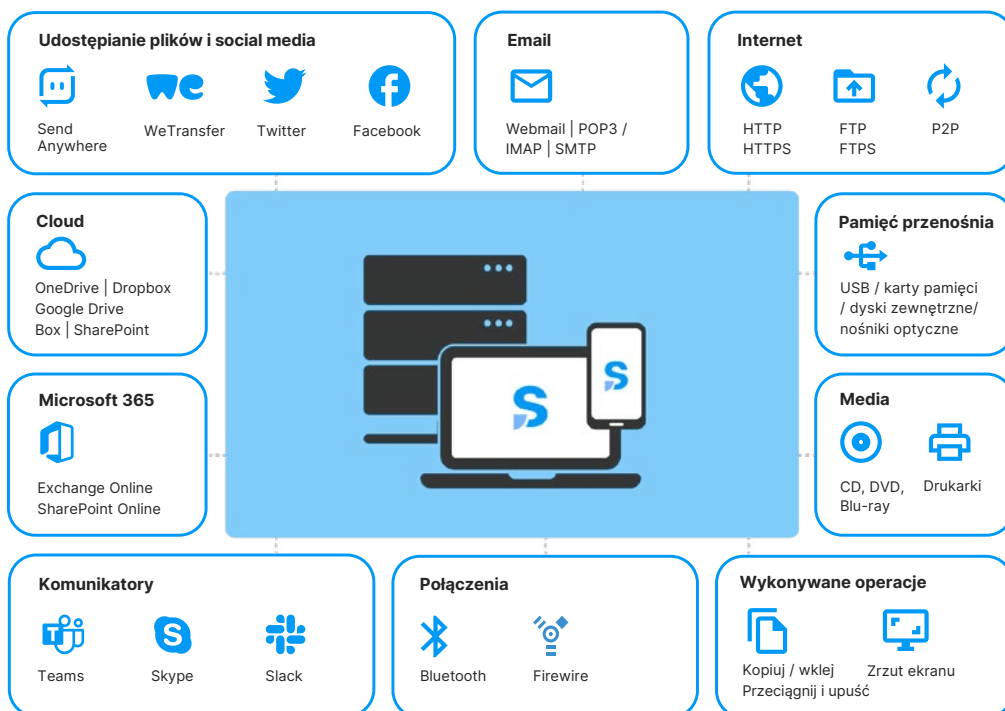 Udostępianie plików i social media
Send
Anywhere
WeTransfer
Twitter
Facebook
Email
Webmail | POP3 /
IMAP | SMTP
Internet
HTTP
HTTPS
FTP
FTPS
P2P
Cloud
OneDrive | Dropbox
Google Drive
Box | SharePoint
Pamięć przenośnia
USB / karty pamięci
/ dyski zewnętrzne/
nośniki optyczne
Microsoft 365
Exchange Online
SharePoint Online
Media
CD, DVD,
Blu-ray
Drukarki
Komunikatory
Teams
Skype
Slack
Połączenia
Bluetooth
Firewire
Wykonywane operacje
Kopiuj / wklej
Przeciągnij i upuść
Zrzut ekranu